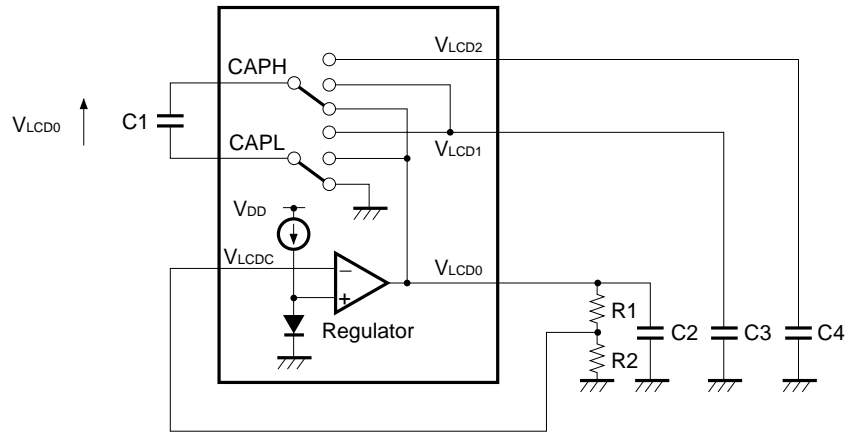 VLCD2
CAPH
VLCD0
C1
CAPL
VLCD1
VDD
VLCDC
VLCD0
−
+
Regulator
R1
R2
C2
C3
C4